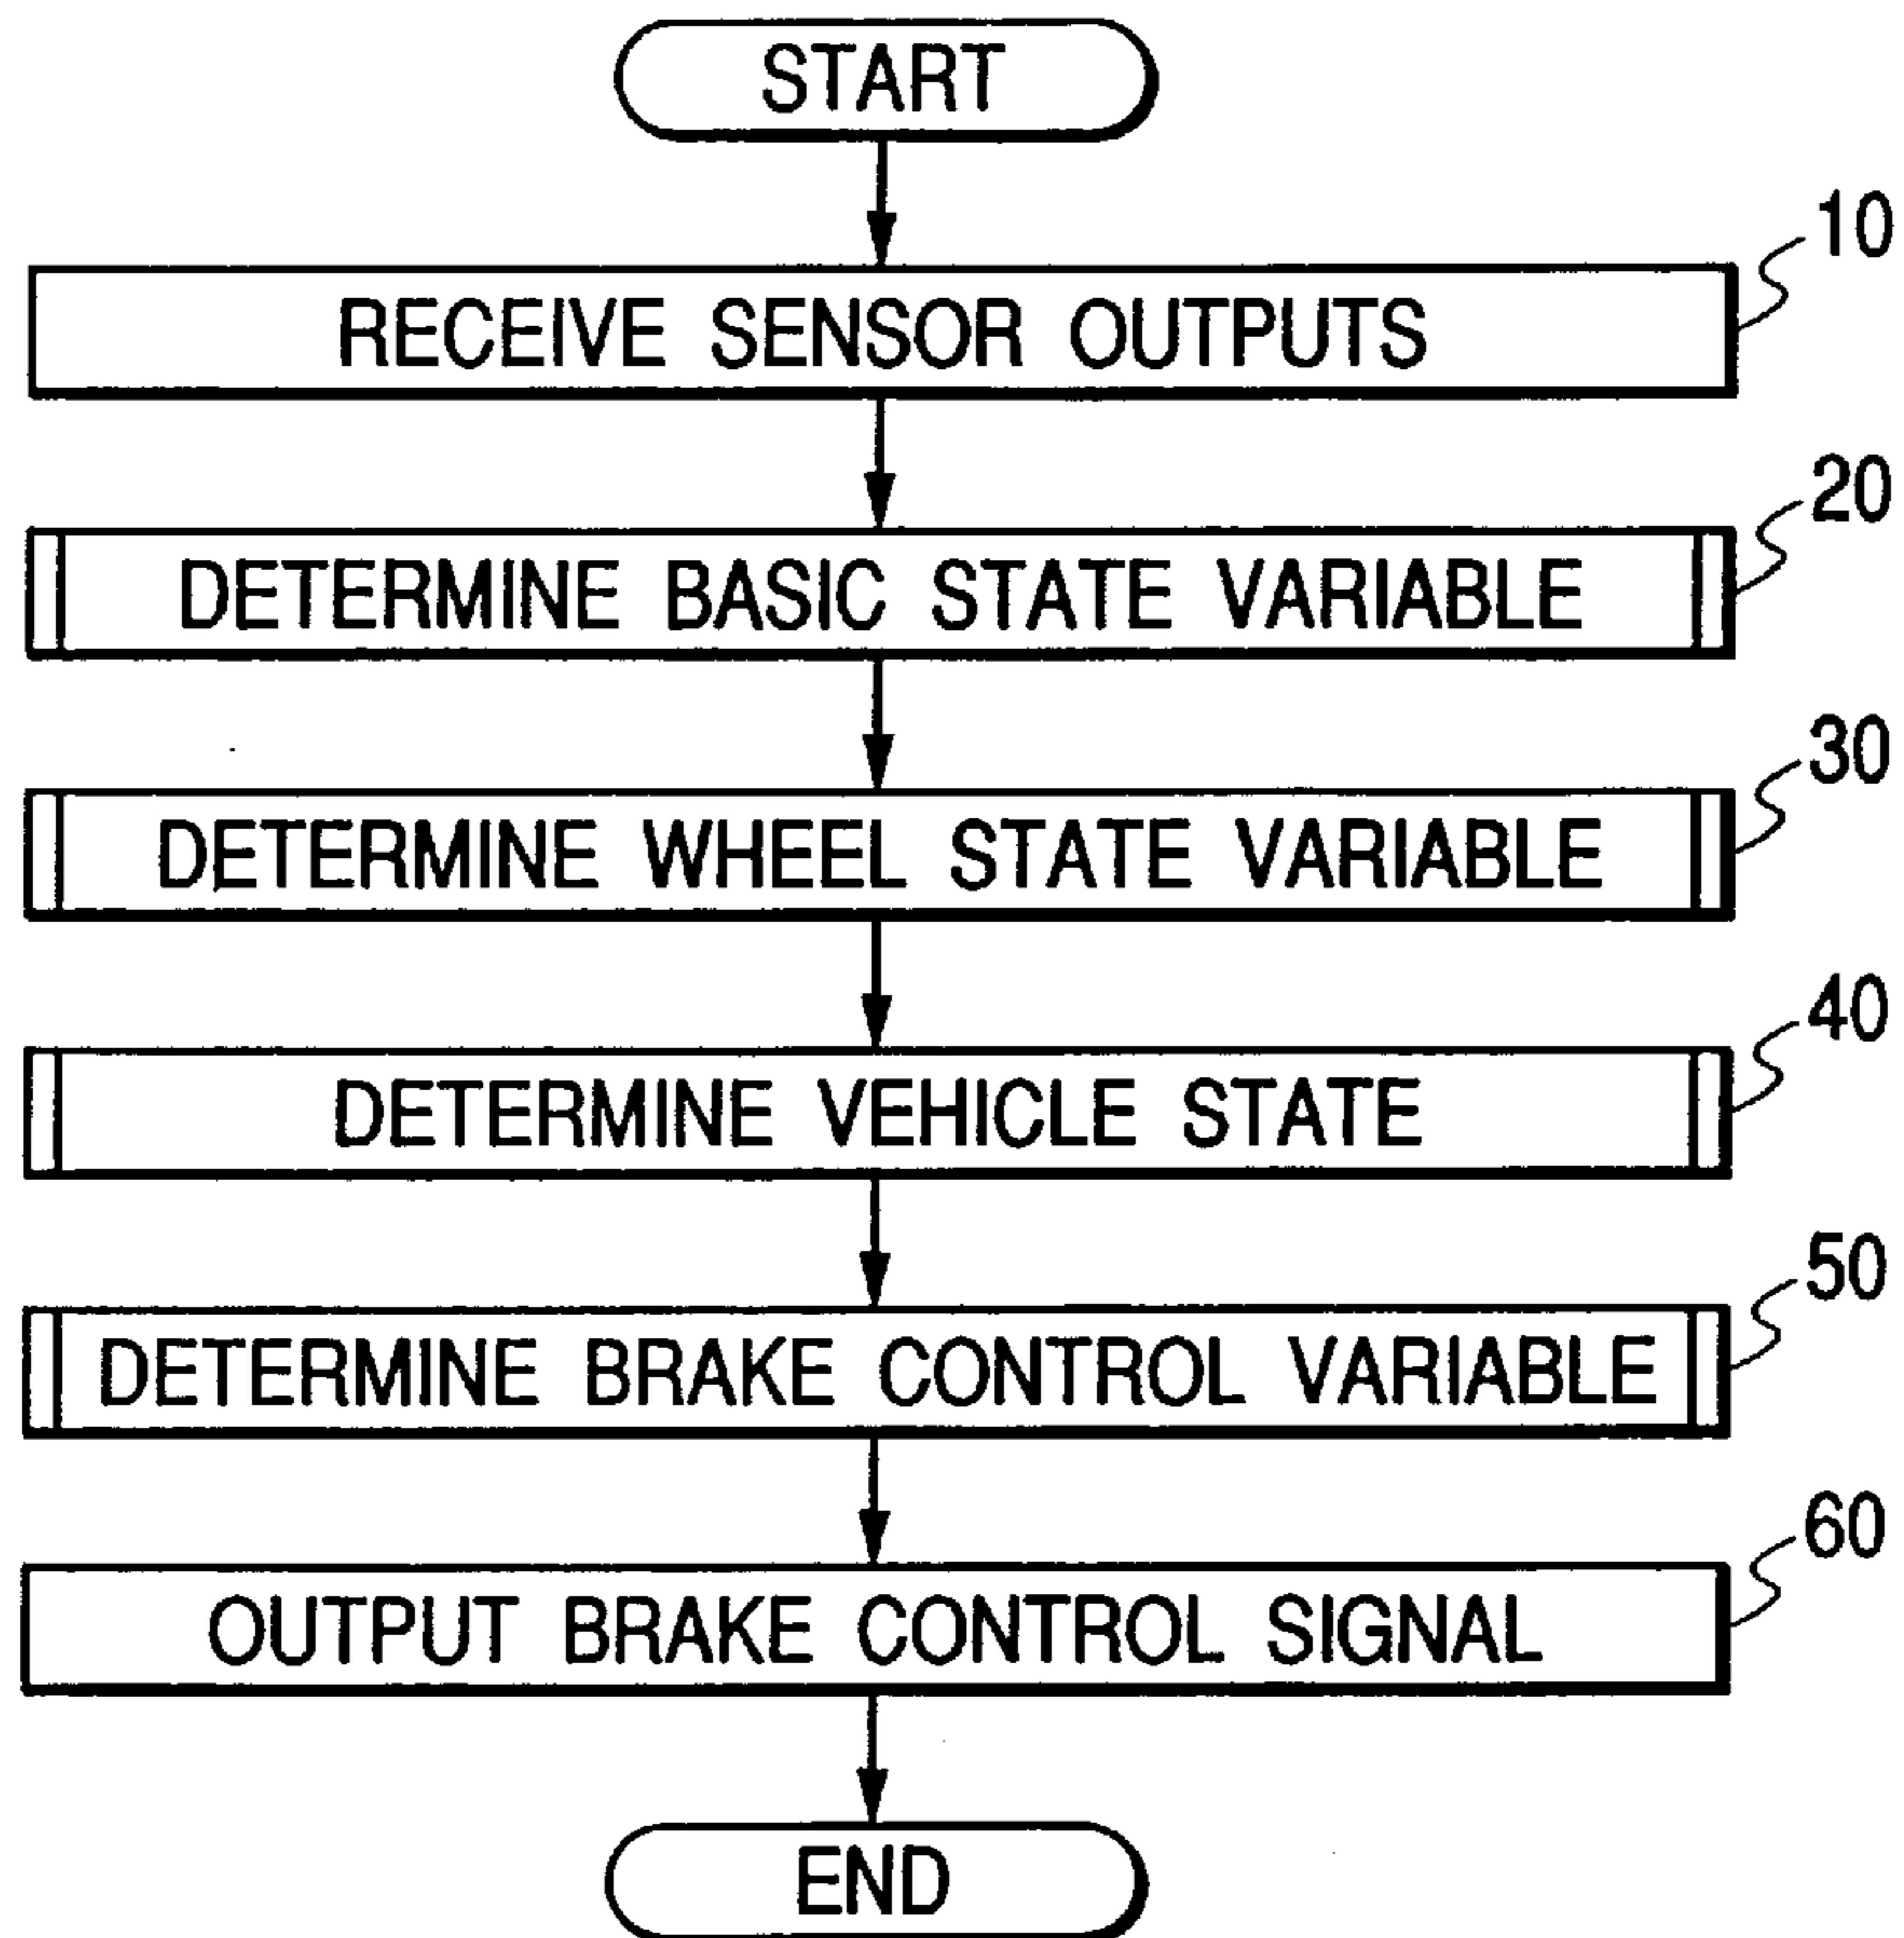 START
10
RECEIVE SENSOR OUTPUTS
20
DETERMINE BASIC STATE VARIABLE
30
DETERMINE WHEEL STATE VARIABLE
40
DETERMINE VEHICLE STATE
50
DETERMINE BRAKE CONTROL VARIABLE
60
OUTPUT BRAKE CONTROL SIGNAL
END